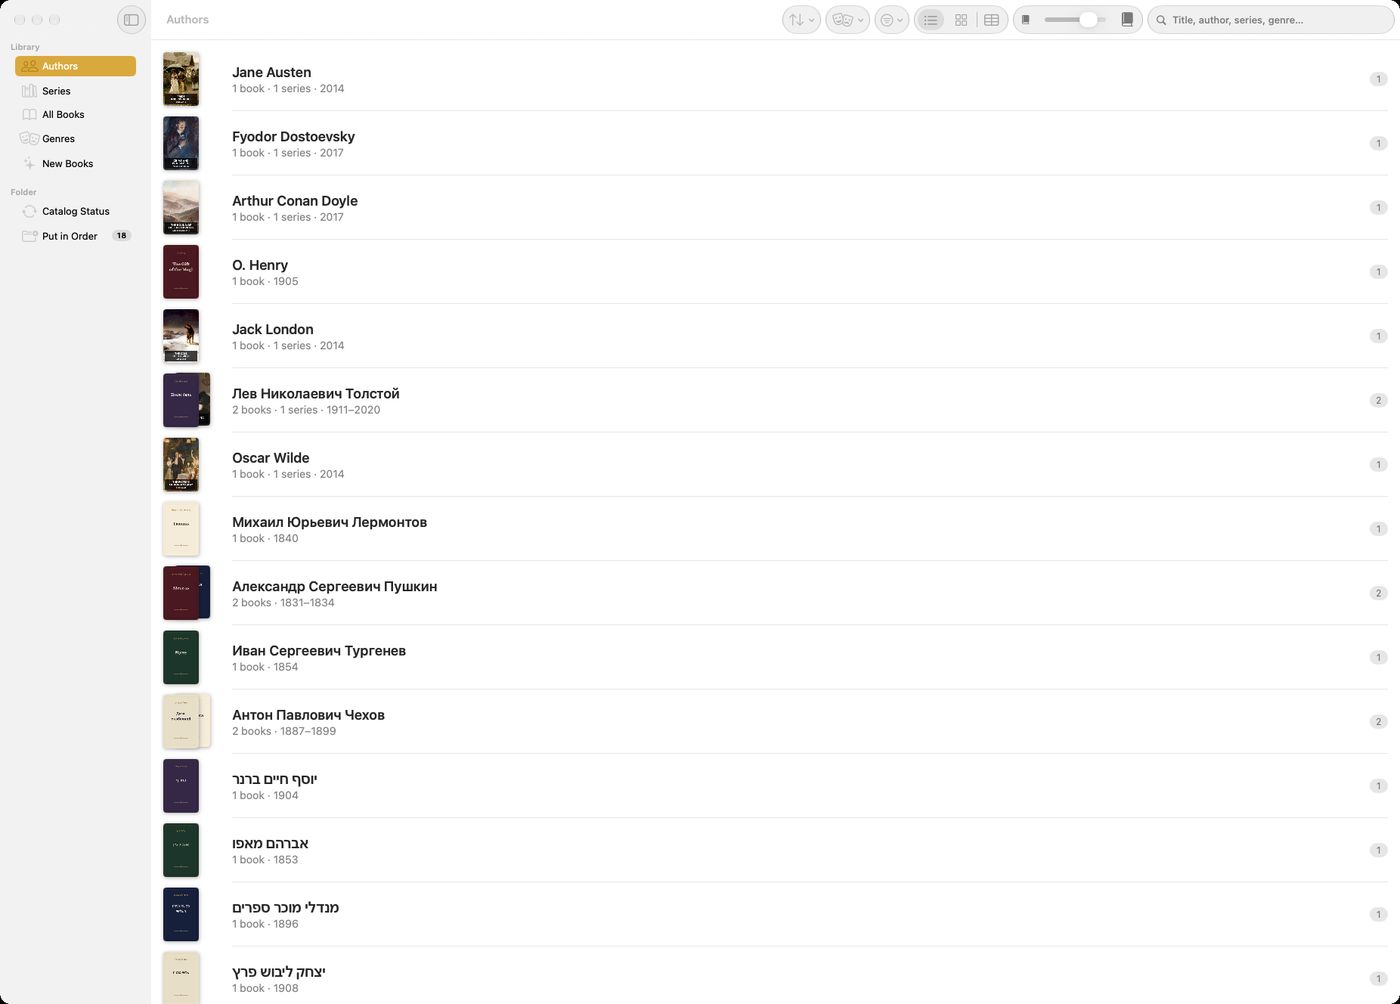 Authors
Title, author, series, genre...
Library
Authors
Series
All Books
Genres
New Books
Folder
Catalog Status
Put in Order 18
Jane Austen
1 book · 1 series · 2014
1
Fyodor Dostoevsky
1 book · 1 series · 2017
1
Arthur Conan Doyle
1 book · 1 series · 2017
1
The Gift
of the Magi
O. Henry
1 book · 1905
1
Jack London
1 book · 1 series · 2014
1
Лев Николаевич Толстой
2 books · 1 series · 1911–2020
2
Oscar Wilde
1 book · 1 series · 2014
1
Михаил Юрьевич Лермонтов
1 book · 1840
1
Александр Сергеевич Пушкин
2 books · 1831–1834
2
Иван Сергеевич Тургенев
1 book · 1854
1
Антон Павлович Чехов
2 books · 1887–1899
2
יוסף חיים ברנר
1 book · 1904
1
אברהם מאפו
1 book · 1853
1
מנדלי מוכר ספרים
1 book · 1896
1
יצחק ליבוש פרץ
1 book · 1908
1